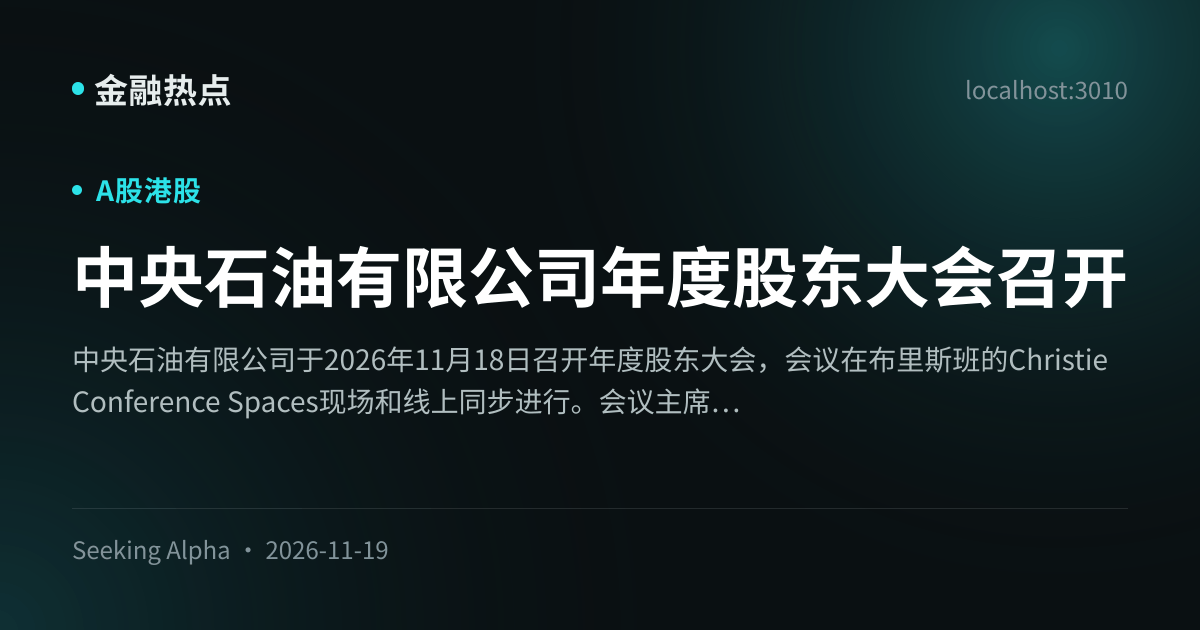 金融热点
localhost:3010
A股港股
中央石油有限公司年度股东大会召开
中央石油有限公司于2026年11月18日召开年度股东大会，会议在布里斯班的Christie
Conference Spaces现场和线上同步进行。会议主席…
Seeking Alpha · 2026-11-19